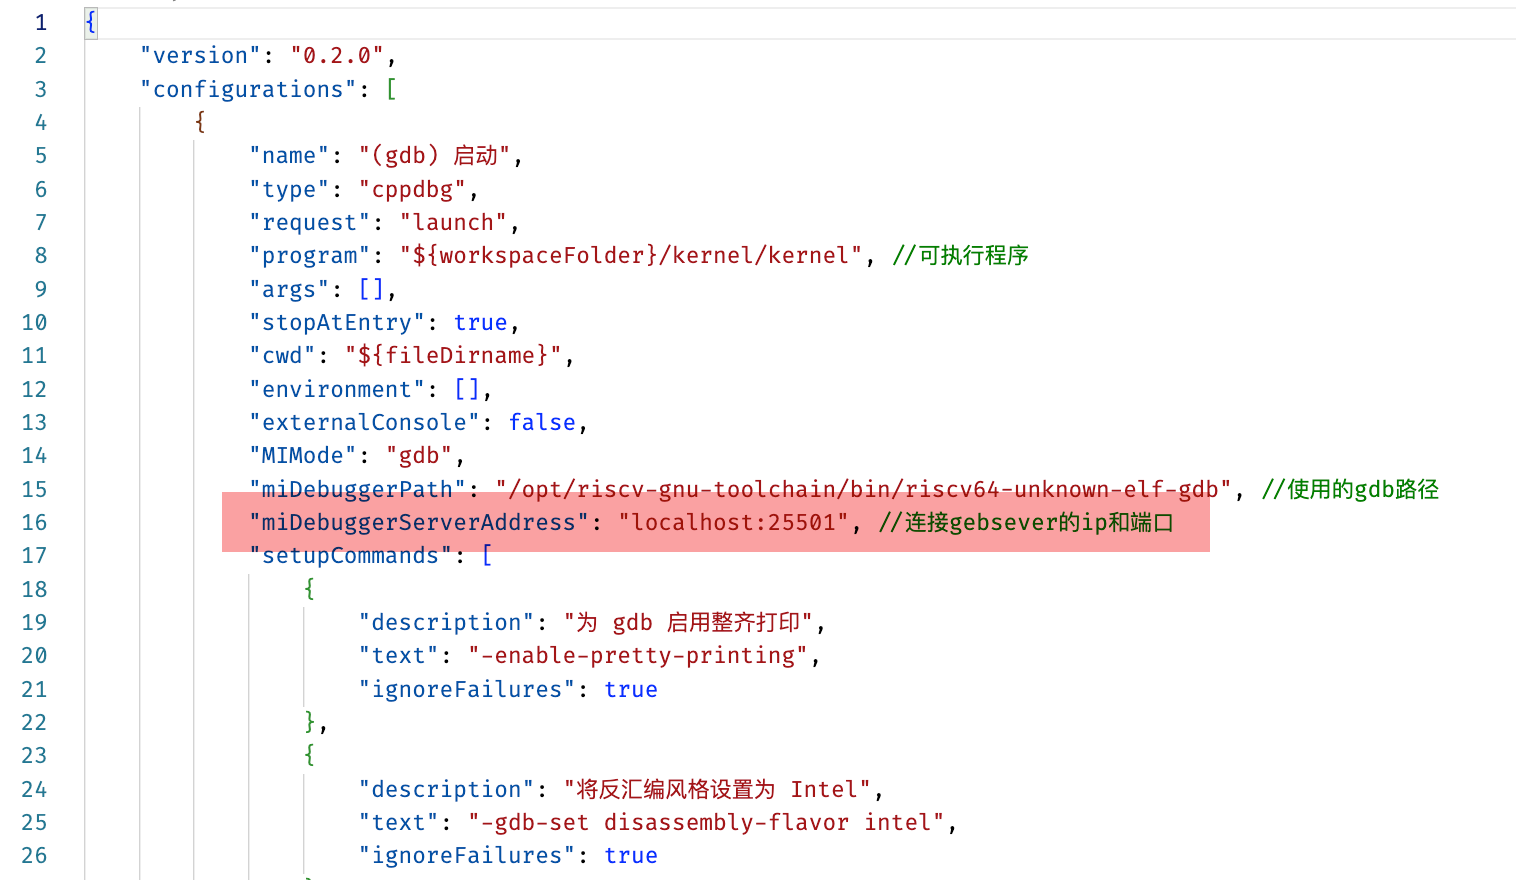 1 {
2 "version": "0.2.0",
3 "configurations": [
4 {
5 "name": "(gdb) 启动",
6 "type": "cppdbg",
7 "request": "launch",
8 "program": "${workspaceFolder}/kernel/kernel", //可执行程序
9 "args": [],
10 "stopAtEntry": true,
11 "cwd": "${fileDirname}",
12 "environment": [],
13 "externalConsole": false,
14 "MIMode": "gdb",
15 "miDebuggerPath": "/opt/riscv-gnu-toolchain/bin/riscv64-unknown-elf-gdb", //使用的gdb路径
16 "miDebuggerServerAddress": "localhost:25501", //连接gebsever的ip和端口
17 "setupCommands": [
18 {
19 "description": "为 gdb 启用整齐打印",
20 "text": "-enable-pretty-printing",
21 "ignoreFailures": true
22 },
23 {
24 "description": "将反汇编风格设置为 Intel",
25 "text": "-gdb-set disassembly-flavor intel",
26 "ignoreFailures": true